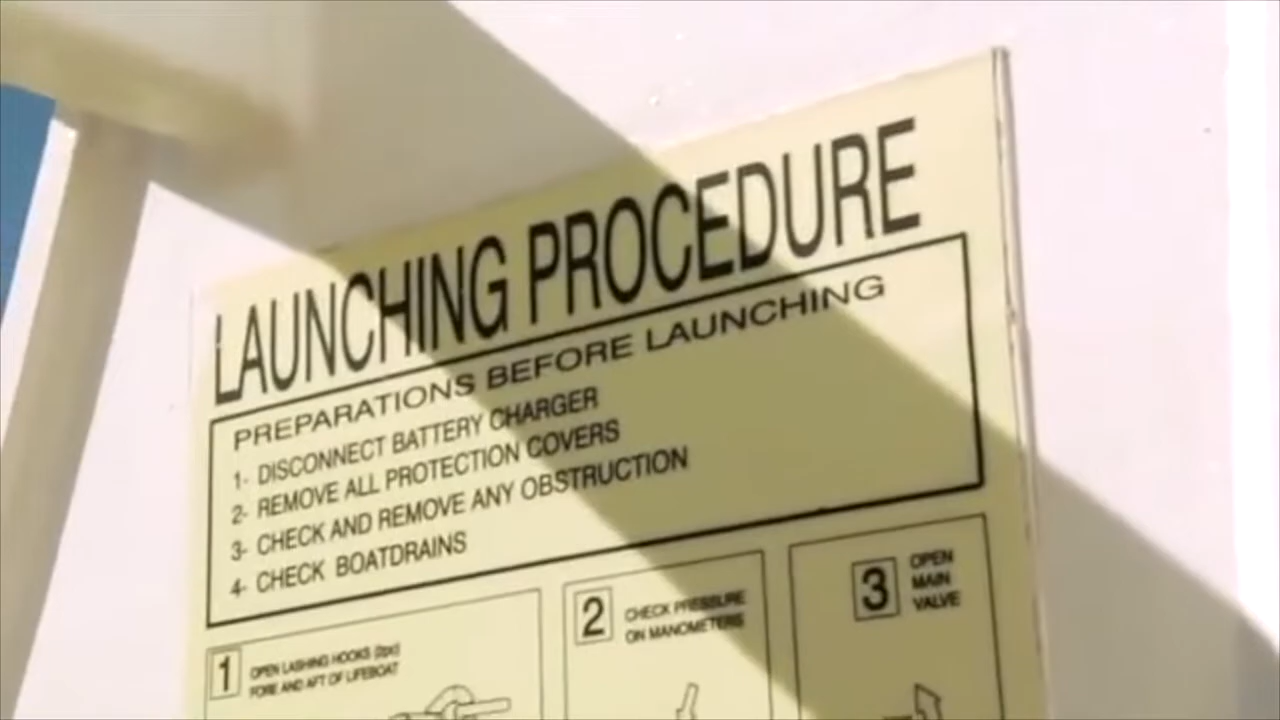 LAUNCHING PROCEDURE
PREPARATIONS BEFORE LAUNCHING
1- DISCONNECT BATTERY CHARGER
2- REMOVE ALL PROTECTION COVERS
3- CHECK AND REMOVE ANY OBSTRUCTION
4- CHECK BOATDRAINS
1 OPEN LASHING HOOKS (2pc)
FORE AND AFT OF LIFEBOAT
2 CHECK PRESSURE
ON MANOMETERS
3 OPEN
MAIN
VALVE